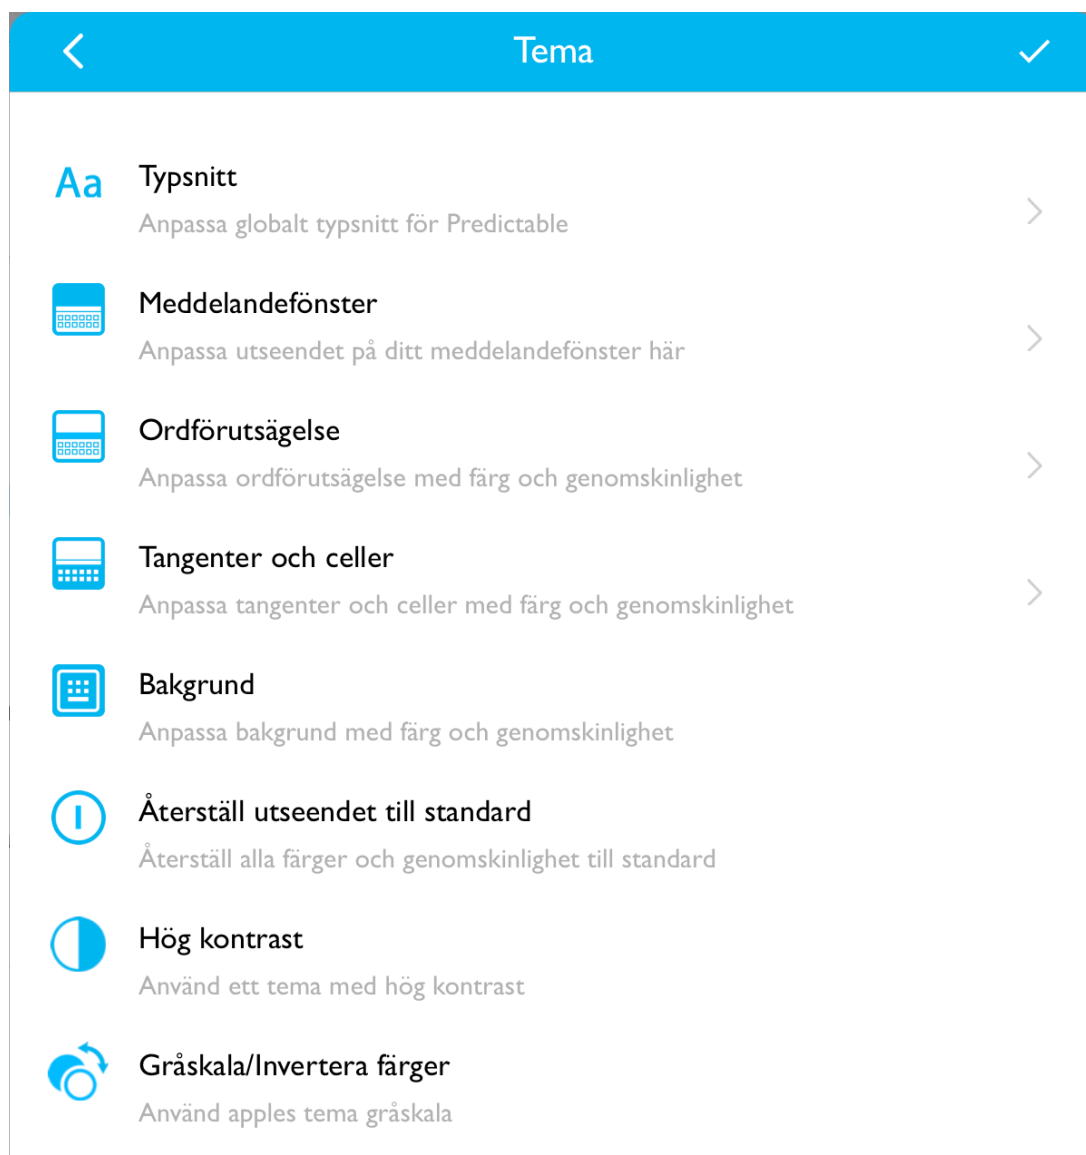 Tema
Aa
Typsnitt
Anpassa globalt typsnitt för Predictable
Meddelandefönster
Anpassa utseendet på ditt meddelandefönster här
Ordförutsägelse
Anpassa ordförutsägelse med färg och genomskinlighet
Tangenter och celler
Anpassa tangenter och celler med färg och genomskinlighet
Bakgrund
Anpassa bakgrund med färg och genomskinlighet
Återställ utseendet till standard
Återställ alla färger och genomskinlighet till standard
Hög kontrast
Använd ett tema med hög kontrast
Gråskala/Invertera färger
Använd apples tema gråskala